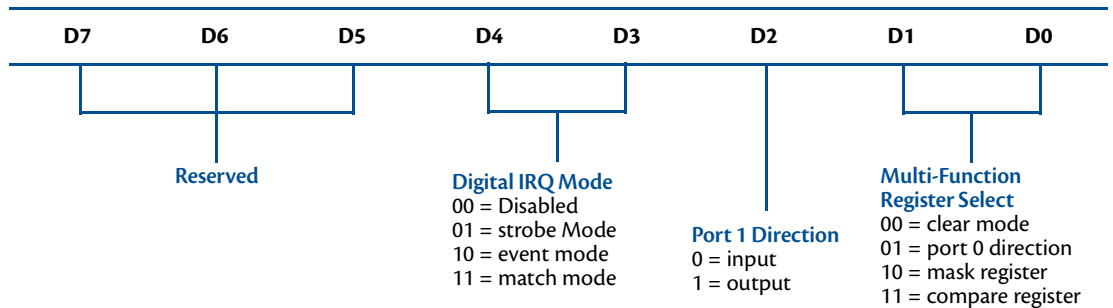 D7 D6 D5 D4 D3 D2 D1 D0
Reserved
Digital IRQ Mode
00 = Disabled
01 = strobe Mode
10 = event mode
11 = match mode
Port 1 Direction
0 = input
1 = output
Multi-Function
Register Select
00 = clear mode
01 = port 0 direction
10 = mask register
11 = compare register